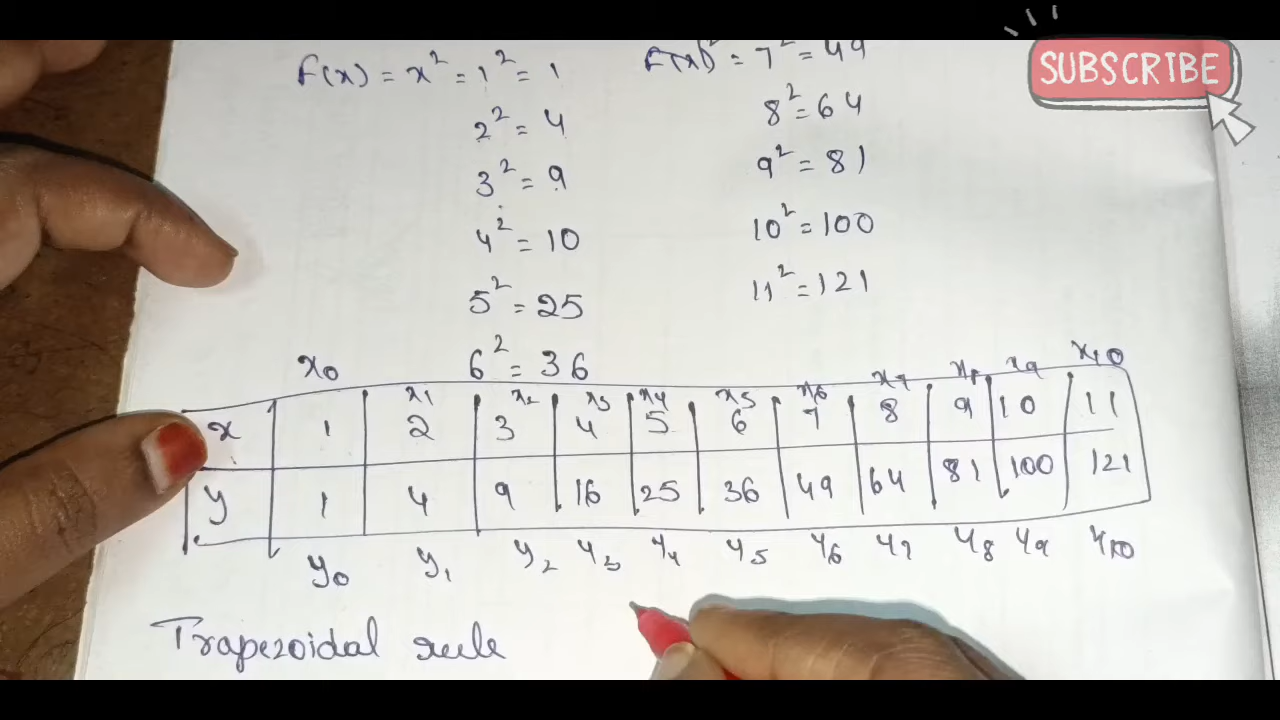 F(x) = x² = 1² = 1
2² = 4
3² = 9
4² = 10
5² = 25
6² = 36
F(x)² = 7² = 49
8² = 64
9² = 81
10² = 100
11² = 121
SUBSCRIBE
x₀ x₁ x₂ x₃ x₄ x₅ x₆ x₇ x₈ x₉ x₁₀
x 1 2 3 4 5 6 7 8 9 10 11
y 1 4 9 16 25 36 49 64 81 100 121
y₀ y₁ y₂ y₃ y₄ y₅ y₆ y₇ y₈ y₉ y₁₀
Trapezoidal rule